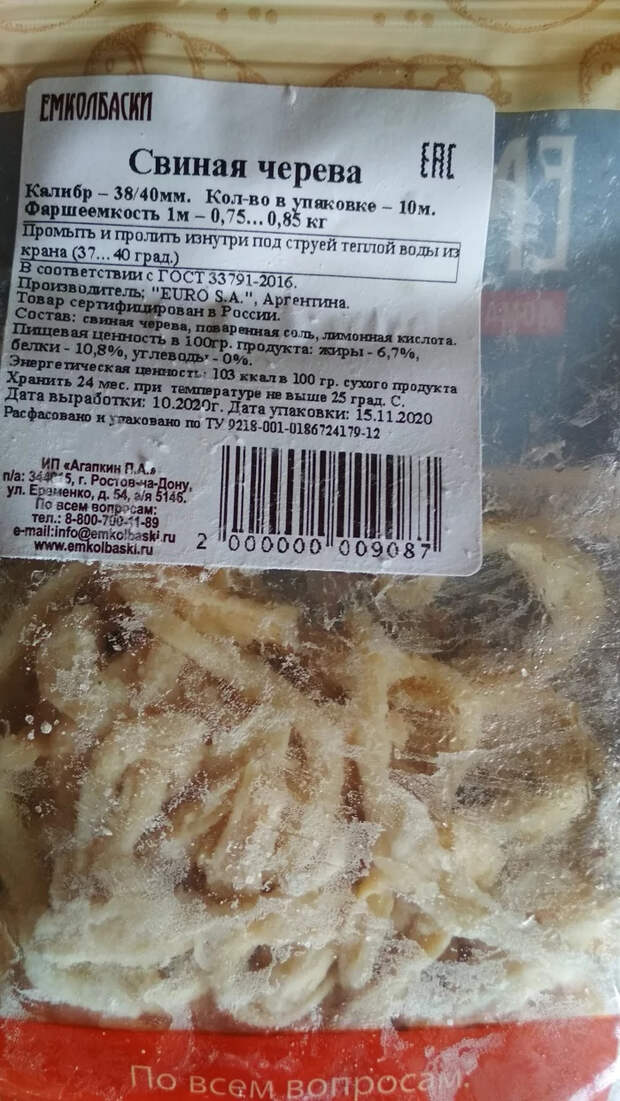 ЕМКОЛБАСКИ
EAC
Свиная черева
Калибр – 38/40мм. Кол-во в упаковке – 10м.
Фаршеемкость 1м – 0,75...0,85 кг
Промыть и пролить изнутри под струей теплой воды из
крана (37...40 град.)
В соответствии с ГОСТ 33791-2016.
Производитель; "EURO S.A.", Аргентина.
Товар сертифицирован в России.
Состав: свиная черева, поваренная соль, лимонная кислота.
Пищевая ценность в 100гр. продукта: жиры - 6,7%,
белки - 10,8%, углеводы - 0%.
Энергетическая ценность: 103 ккал в 100 гр. сухого продукта
Хранить 24 мес. при температуре не выше 25 град. С.
Дата выработки: 10.2020г. Дата упаковки: 15.11.2020
Расфасовано и упаковано по ТУ 9218-001-0186724179-12
ИП «Агапкин П.А.»
п/а: г. Ростов-на-Дону,
ул. Еременко, д. 54, а/я 5146.
По всем вопросам:
тел.: 8-800-700-11-89
e-mail:info@emkolbaski.ru
www.emkolbaski.ru
2 000000 009087
По всем вопросам: